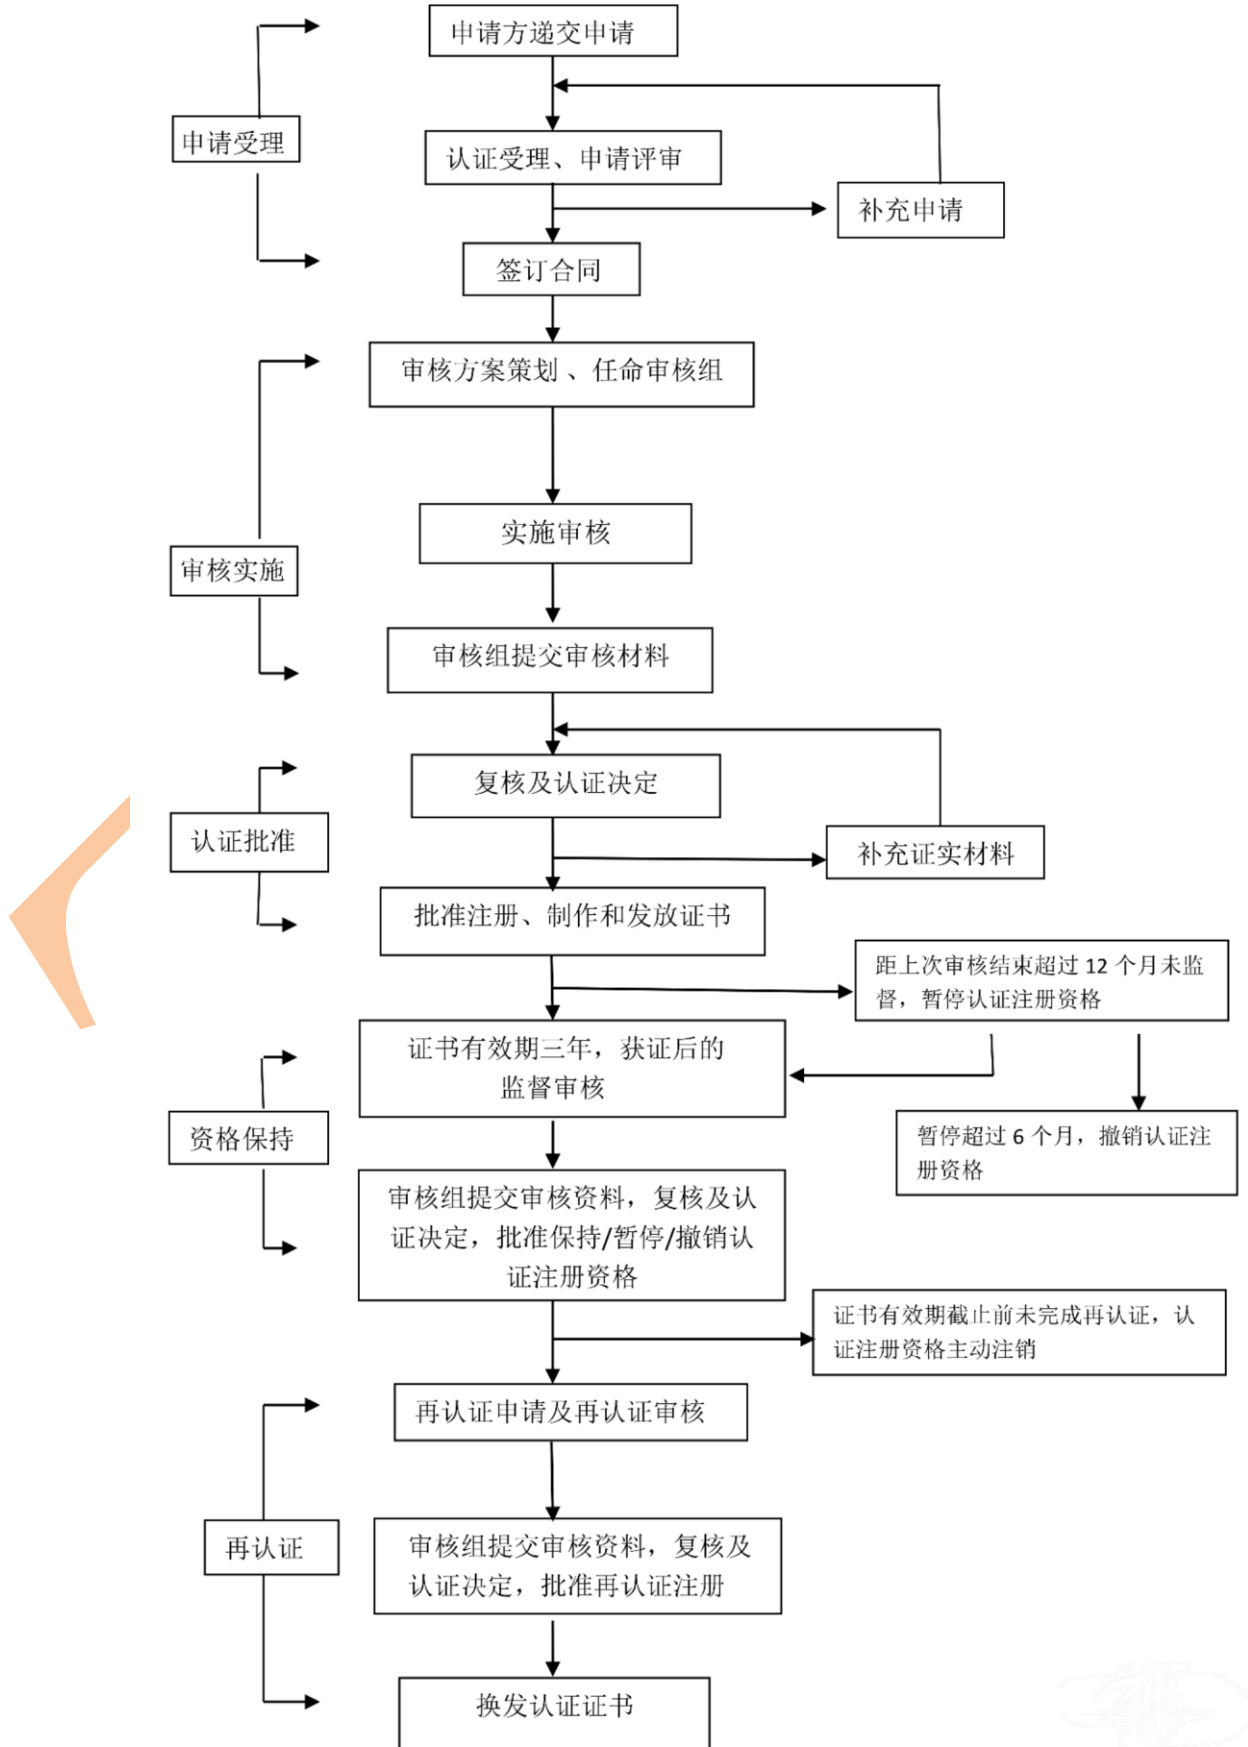 申请方递交申请
申请受理
认证受理、申请评审
补充申请
签订合同
审核方案策划、任命审核组
实施审核
审核实施
审核组提交审核材料
复核及认证决定
认证批准
补充证实材料
批准注册、制作和发放证书
距上次审核结束超过 12 个月未监
督，暂停认证注册资格
证书有效期三年，获证后的
监督审核
资格保持
暂停超过 6 个月，撤销认证注
册资格
审核组提交审核资料，复核及认
证决定，批准保持/暂停/撤销认
证注册资格
证书有效期截止前未完成再认证，认
证注册资格主动注销
再认证申请及再认证审核
再认证
审核组提交审核资料，复核及
认证决定，批准再认证注册
换发认证证书